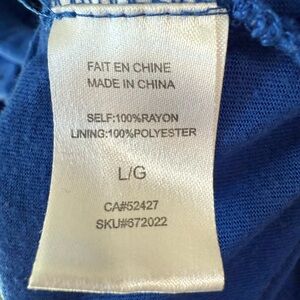 FAIT EN CHINE
MADE IN CHINA
SELF:100%RAYON
LINING:100%POLYESTER
L/G
CA#52427
SKU#672022